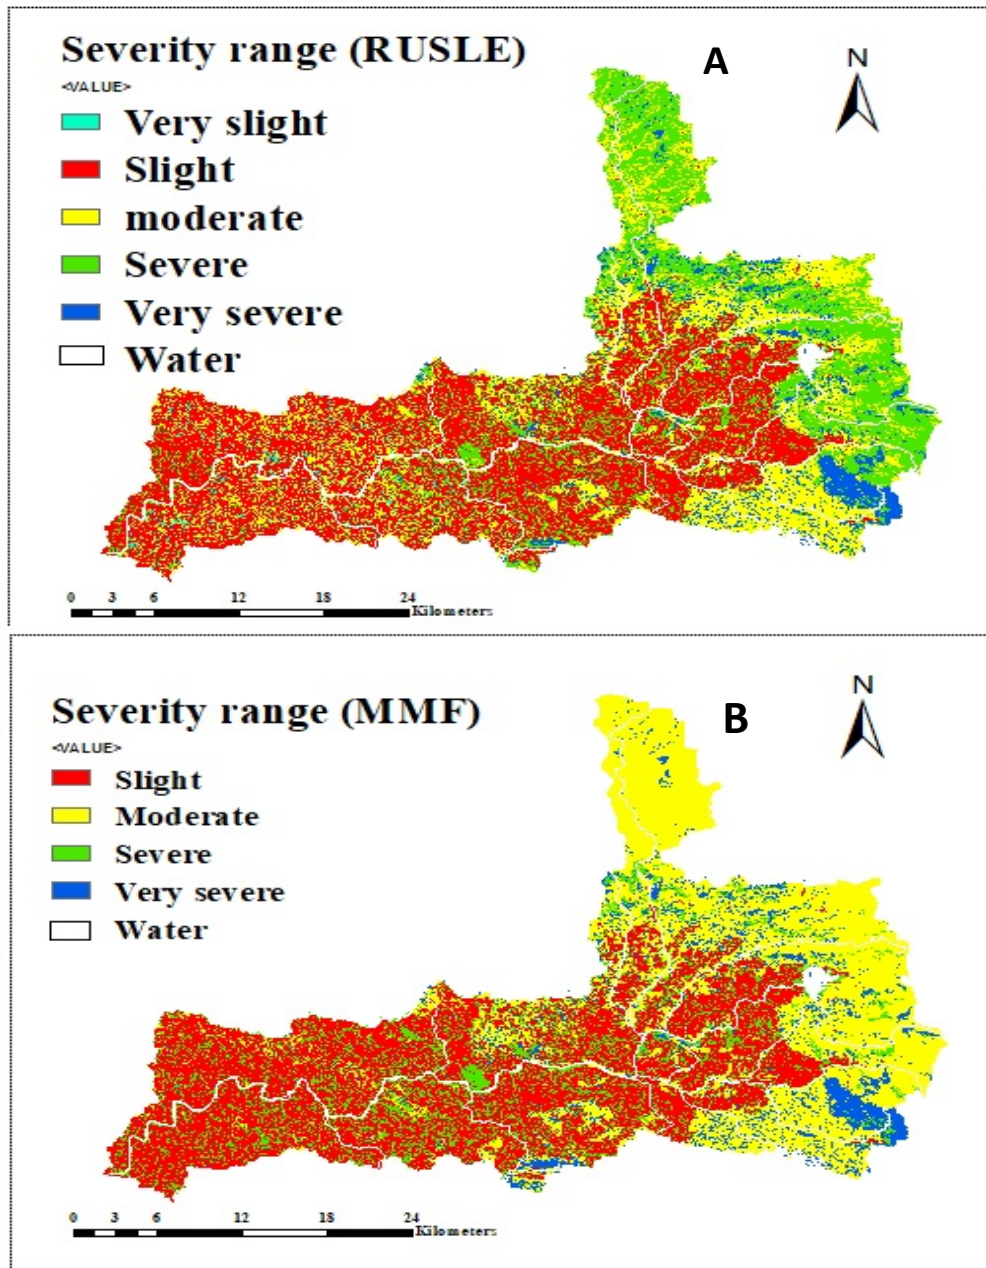 Severity range (RUSLE)
A
N
<VALUE>
Very slight
Slight
moderate
Severe
Very severe
Water
0 3 6 12 18 24
Kilometers
Severity range (MMF)
B
N
<VALUE>
Slight
Moderate
Severe
Very severe
Water
0 3 6 12 18 24
Kilometers